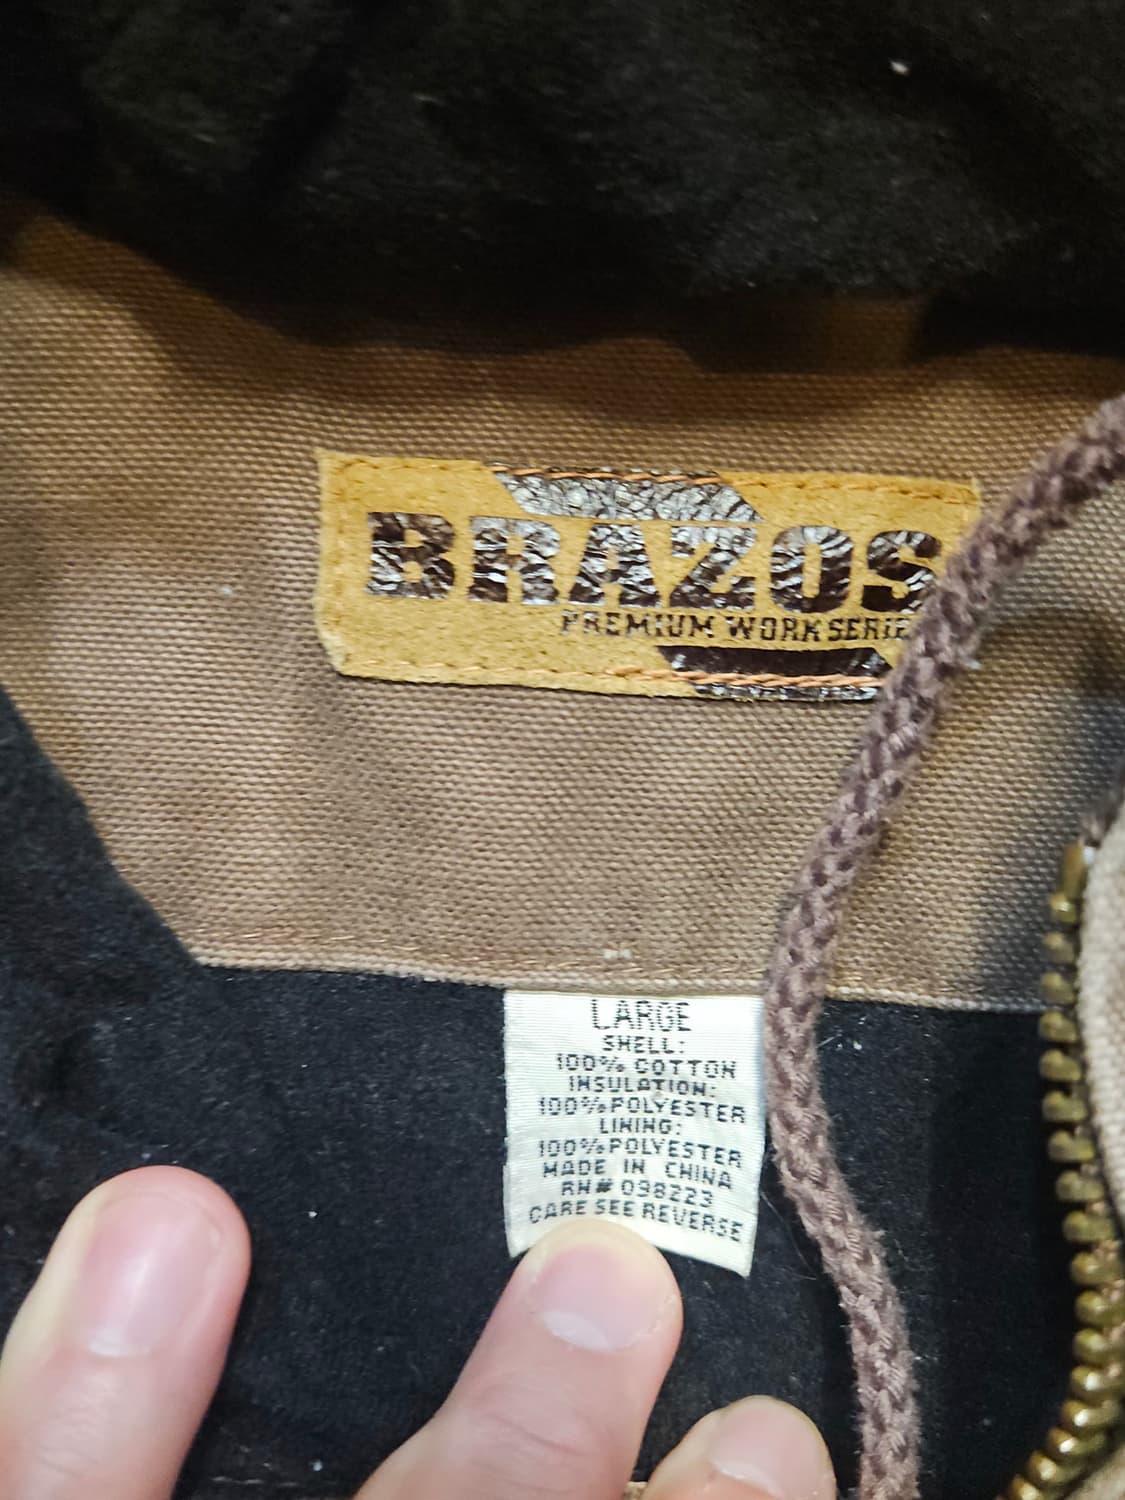 BRAZOS
PREMIUM WORK SERIE
LARGE
SHELL:
100% COTTON
INSULATION:
100% POLYESTER
LINING:
100% POLYESTER
MADE IN CHINA
RN# 098223
CARE SEE REVERSE